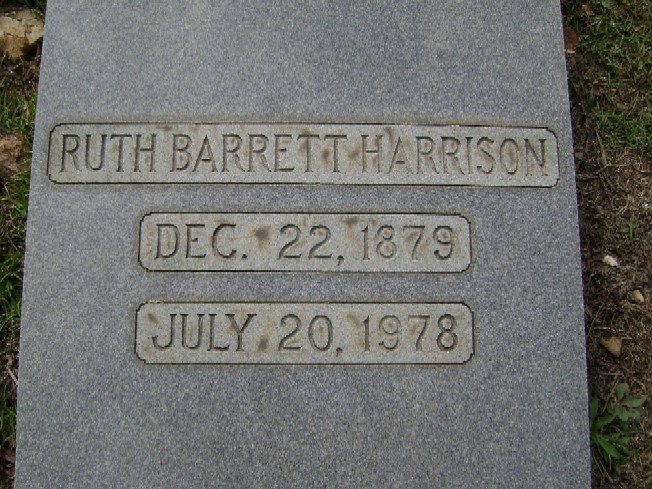 RUTH BARRETT HARRISON
DEC. 22, 1879
JULY 20, 1978